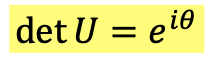 det U = e^{iθ}